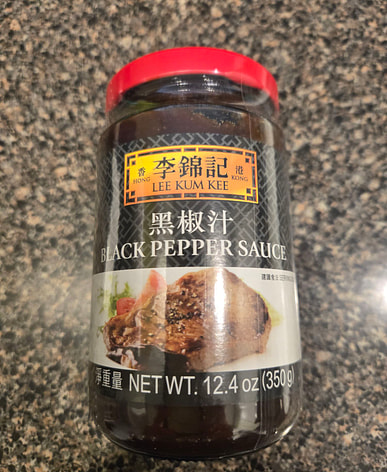 香 李錦記 港
HONG LEE KUM KEE KONG
黑椒汁
BLACK PEPPER SAUCE
淨重量 NET WT. 12.4 oz (350g)